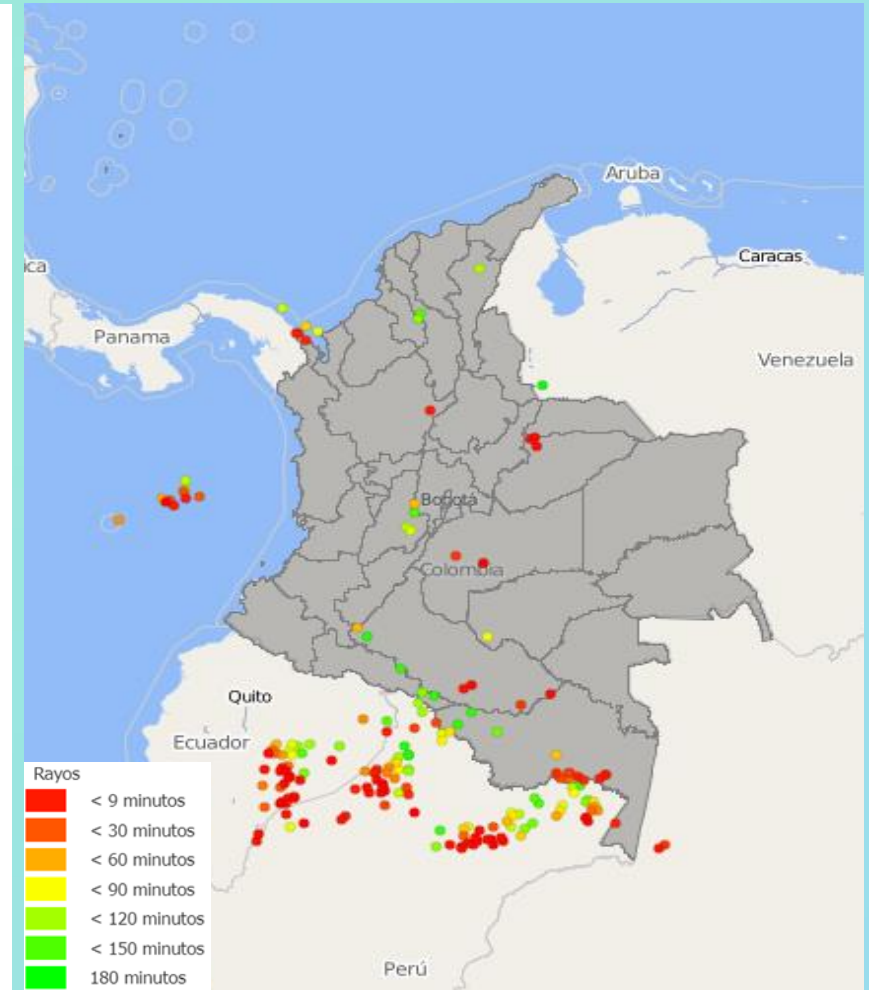 Aruba
Caracas
ca
Panama
Venezuela
Bogotá
Colombia
Quito
Ecuador
Rayos
< 9 minutos
< 30 minutos
< 60 minutos
< 90 minutos
< 120 minutos
< 150 minutos
180 minutos
Perú